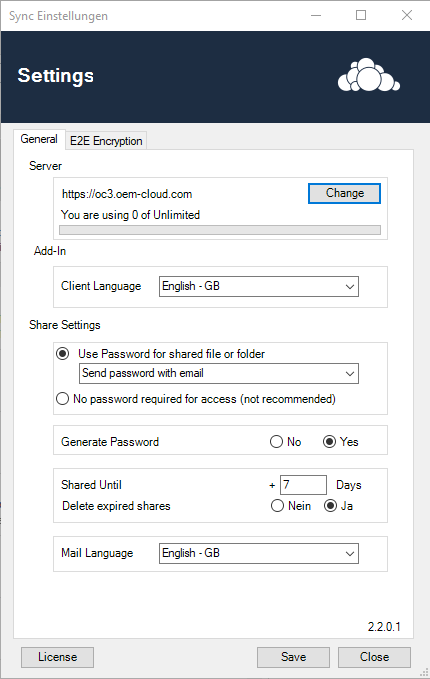 Sync Einstellungen
Settings
General E2E Encryption
Server
https://oc3.oem-cloud.com Change
You are using 0 of Unlimited
Add-In
Client Language English - GB
Share Settings
Use Password for shared file or folder
Send password with email
No password required for access (not recommended)
Generate Password No Yes
Shared Until + 7 Days
Delete expired shares Nein Ja
Mail Language English - GB
2.2.0.1
License Save Close